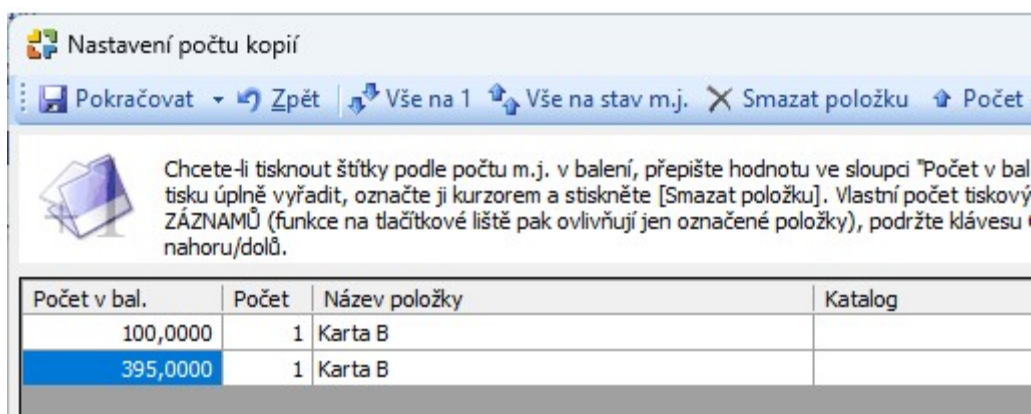 Nastavení počtu kopií
Pokračovat Zpět Vše na 1 Vše na stav m.j. Smazat položku Počet
Chcete-li tisknout štítky podle počtu m.j. v balení, přepište hodnotu ve sloupci "Počet v bal
tisku úplně vyřadit, označte ji kurzorem a stiskněte [Smazat položku]. Vlastní počet tiskový
ZÁZNAMŮ (funkce na tlačítkové liště pak ovlivňují jen označené položky), podržte klávesu
nahoru/dolů.
Počet v bal. Počet Název položky Katalog
100,0000 1 Karta B
395,0000 1 Karta B